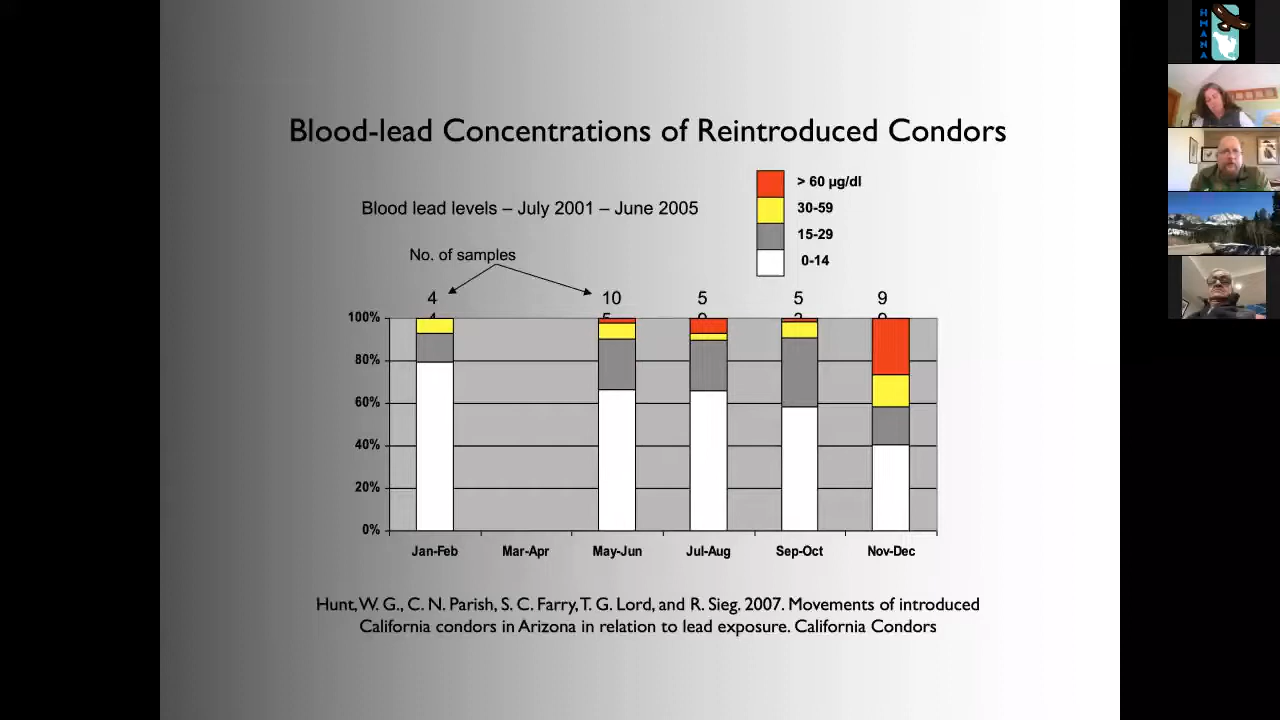 HMANA
Blood-lead Concentrations of Reintroduced Condors
> 60 µg/dl
Blood lead levels – July 2001 – June 2005
30-59
15-29
No. of samples
0-14
4 10 5 5 9
100%
80%
60%
40%
20%
0%
Jan-Feb Mar-Apr May-Jun Jul-Aug Sep-Oct Nov-Dec
Hunt, W. G., C. N. Parish, S. C. Farry, T. G. Lord, and R. Sieg. 2007. Movements of introduced
California condors in Arizona in relation to lead exposure. California Condors